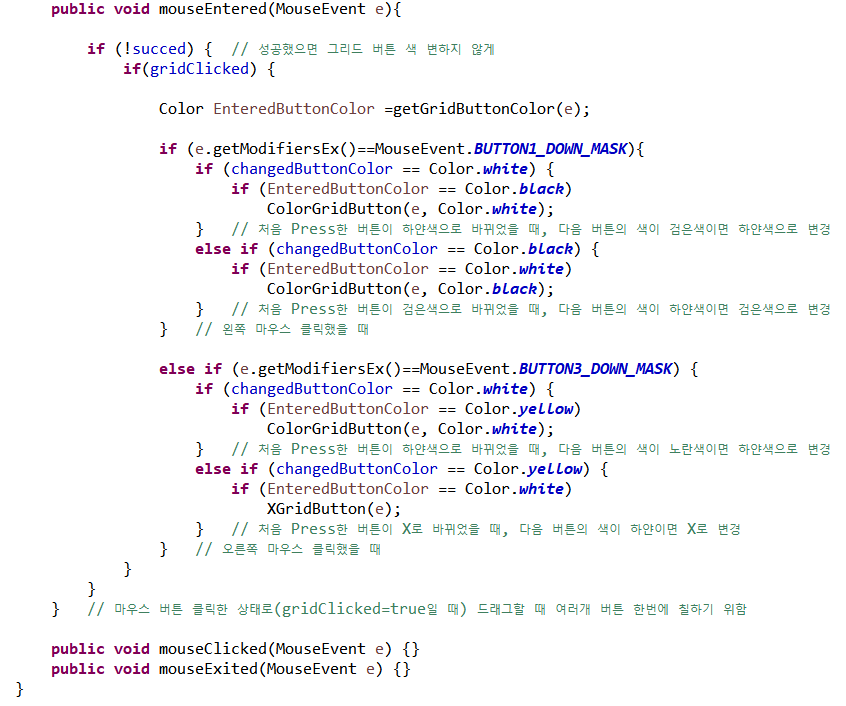 public void mouseEntered(MouseEvent e){
if (!succed) { // 성공했으면 그리드 버튼 색 변하지 않게
if(gridClicked) {
Color EnteredButtonColor =getGridButtonColor(e);
if (e.getModifiersEx()==MouseEvent.BUTTON1_DOWN_MASK){
if (changedButtonColor == Color.white) {
if (EnteredButtonColor == Color.black)
ColorGridButton(e, Color.white);
} // 처음 Press한 버튼이 하얀색으로 바뀌었을 때, 다음 버튼의 색이 검은색이면 하얀색으로 변경
else if (changedButtonColor == Color.black) {
if (EnteredButtonColor == Color.white)
ColorGridButton(e, Color.black);
} // 처음 Press한 버튼이 검은색으로 바뀌었을 때, 다음 버튼의 색이 하얀색이면 검은색으로 변경
} // 왼쪽 마우스 클릭했을 때
else if (e.getModifiersEx()==MouseEvent.BUTTON3_DOWN_MASK) {
if (changedButtonColor == Color.white) {
if (EnteredButtonColor == Color.yellow)
ColorGridButton(e, Color.white);
} // 처음 Press한 버튼이 하얀색으로 바뀌었을 때, 다음 버튼의 색이 노란색이면 하얀색으로 변경
else if (changedButtonColor == Color.yellow) {
if (EnteredButtonColor == Color.white)
XGridButton(e);
} // 처음 Press한 버튼이 X로 바뀌었을 때, 다음 버튼의 색이 하얀이면 X로 변경
} // 오른쪽 마우스 클릭했을 때
}
}
} // 마우스 버튼 클릭한 상태로(gridClicked=true일 때) 드래그할 때 여러개 버튼 한번에 칠하기 위함
public void mouseClicked(MouseEvent e) {}
public void mouseExited(MouseEvent e) {}
}